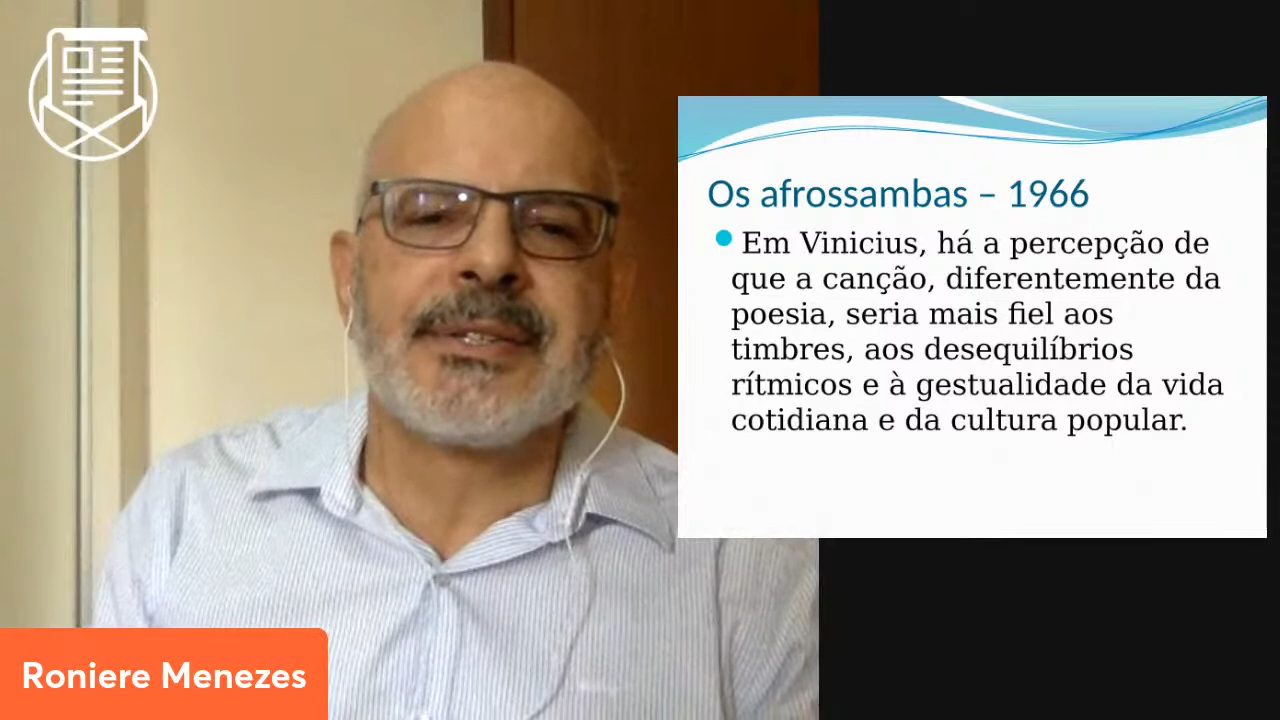 Os afrossambas – 1966
Em Vinicius, há a percepção de
que a canção, diferentemente da
poesia, seria mais fiel aos
timbres, aos desequilíbrios
rítmicos e à gestualidade da vida
cotidiana e da cultura popular.
Roniere Menezes